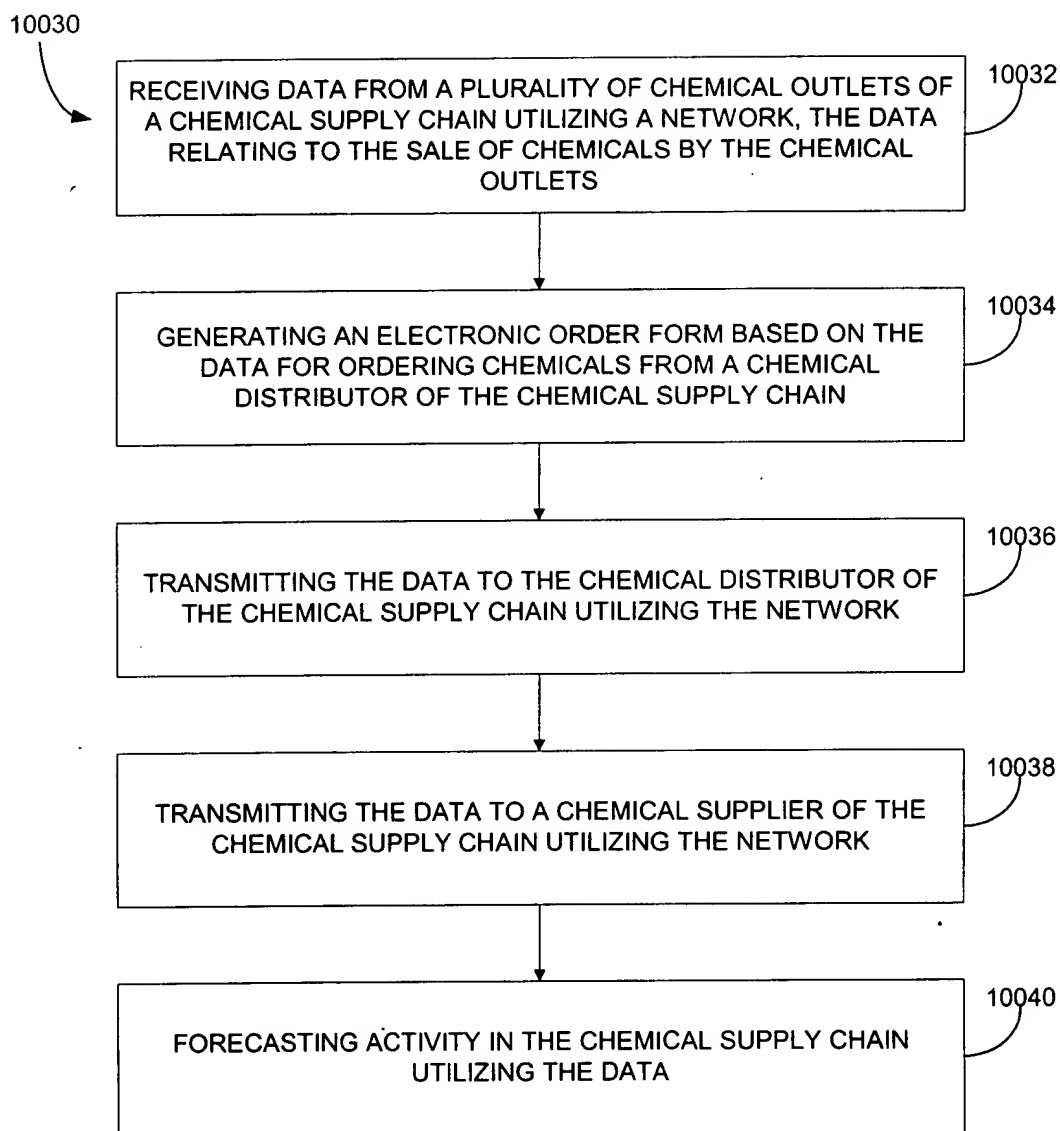 10030
RECEIVING DATA FROM A PLURALITY OF CHEMICAL OUTLETS OF
A CHEMICAL SUPPLY CHAIN UTILIZING A NETWORK, THE DATA
RELATING TO THE SALE OF CHEMICALS BY THE CHEMICAL
OUTLETS
10032
GENERATING AN ELECTRONIC ORDER FORM BASED ON THE
DATA FOR ORDERING CHEMICALS FROM A CHEMICAL
DISTRIBUTOR OF THE CHEMICAL SUPPLY CHAIN
10034
TRANSMITTING THE DATA TO THE CHEMICAL DISTRIBUTOR OF
THE CHEMICAL SUPPLY CHAIN UTILIZING THE NETWORK
10036
TRANSMITTING THE DATA TO A CHEMICAL SUPPLIER OF THE
CHEMICAL SUPPLY CHAIN UTILIZING THE NETWORK
10038
FORECASTING ACTIVITY IN THE CHEMICAL SUPPLY CHAIN
UTILIZING THE DATA
10040